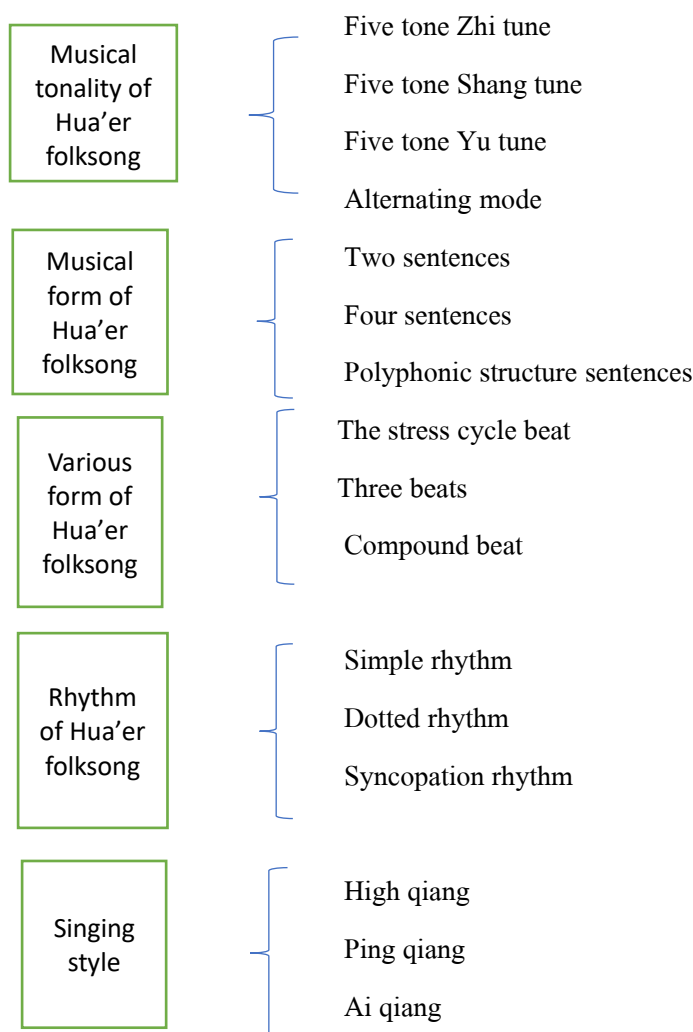 Musical
tonality of
Hua’er
folksong
Five tone Zhi tune
Five tone Shang tune
Five tone Yu tune
Alternating mode
Musical
form of
Hua’er
folksong
Two sentences
Four sentences
Polyphonic structure sentences
Various
form of
Hua’er
folksong
The stress cycle beat
Three beats
Compound beat
Rhythm
of Hua’er
folksong
Simple rhythm
Dotted rhythm
Syncopation rhythm
Singing
style
High qiang
Ping qiang
Ai qiang